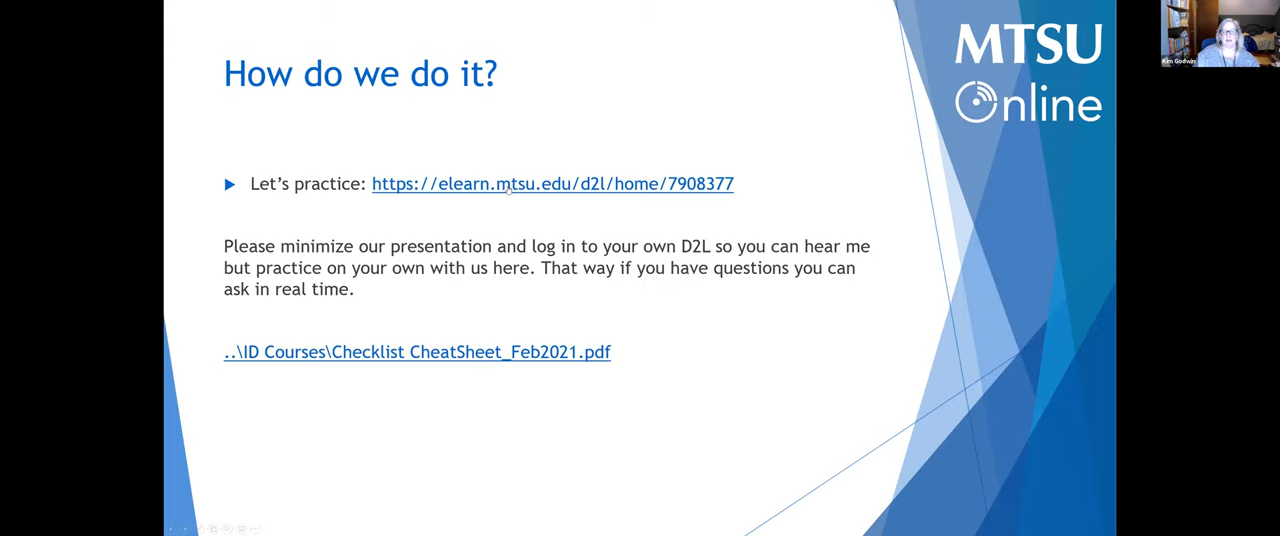 How do we do it?
MTSU
Online
Let's practice: https://elearn.mtsu.edu/d2l/home/7908377
Please minimize our presentation and log in to your own D2L so you can hear me
but practice on your own with us here. That way if you have questions you can
ask in real time.
..\ID Courses\Checklist CheatSheet_Feb2021.pdf
Kim Godwin